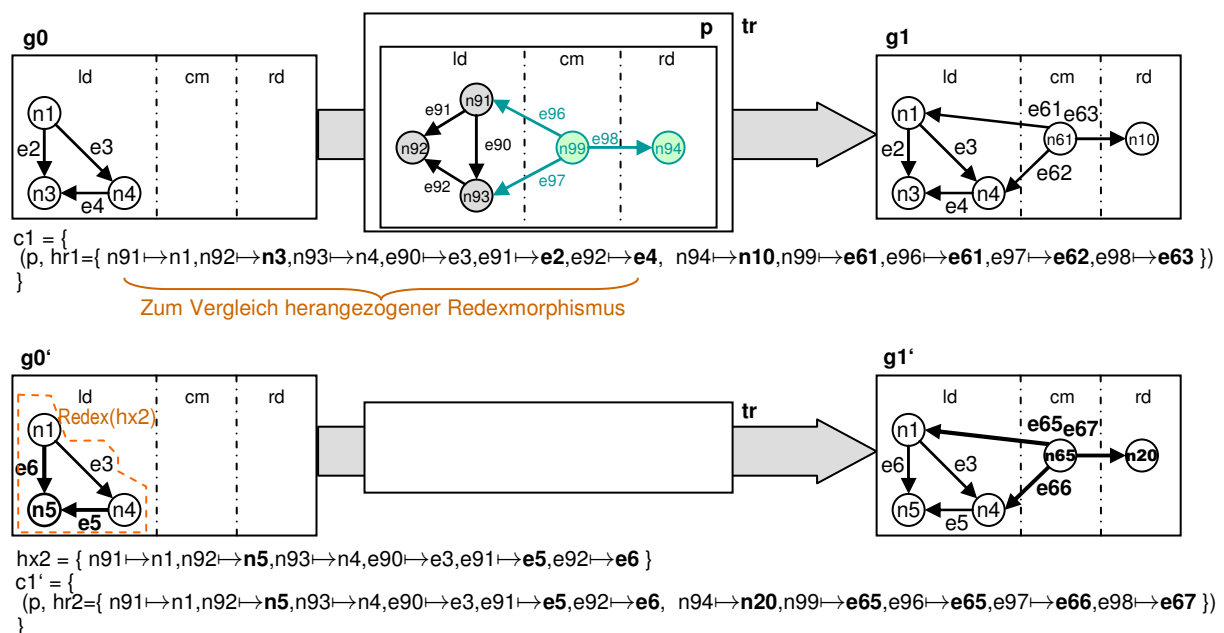 g0
ld cm rd
n1
e2 e3
n3 e4 n4
p tr
ld cm rd
n91
e91 e96
n92 e90 n99 e98 n94
e92 e97
n93
g1
ld cm rd
n1 e61 e63
n61 n10
e2 e3
e62
n3 e4 n4
c1 = {
(p, hr1={ n91↦n1,n92↦n3,n93↦n4,e90↦e3,e91↦e2,e92↦e4, n94↦n10,n99↦e61,e96↦e61,e97↦e62,e98↦e63 })
}
Zum Vergleich herangezogener Redexmorphismus
g0‘
ld cm rd
Redex(hx2)
n1
e6 e3
n5 e5 n4
tr
g1‘
ld cm rd
n1 e65 e67
n65 n20
e6 e3
e66
n5 e5 n4
hx2 = { n91↦n1,n92↦n5,n93↦n4,e90↦e3,e91↦e5,e92↦e6 }
c1‘ = {
(p, hr2={ n91↦n1,n92↦n5,n93↦n4,e90↦e3,e91↦e5,e92↦e6, n94↦n20,n99↦e65,e96↦e65,e97↦e66,e98↦e67 })
}